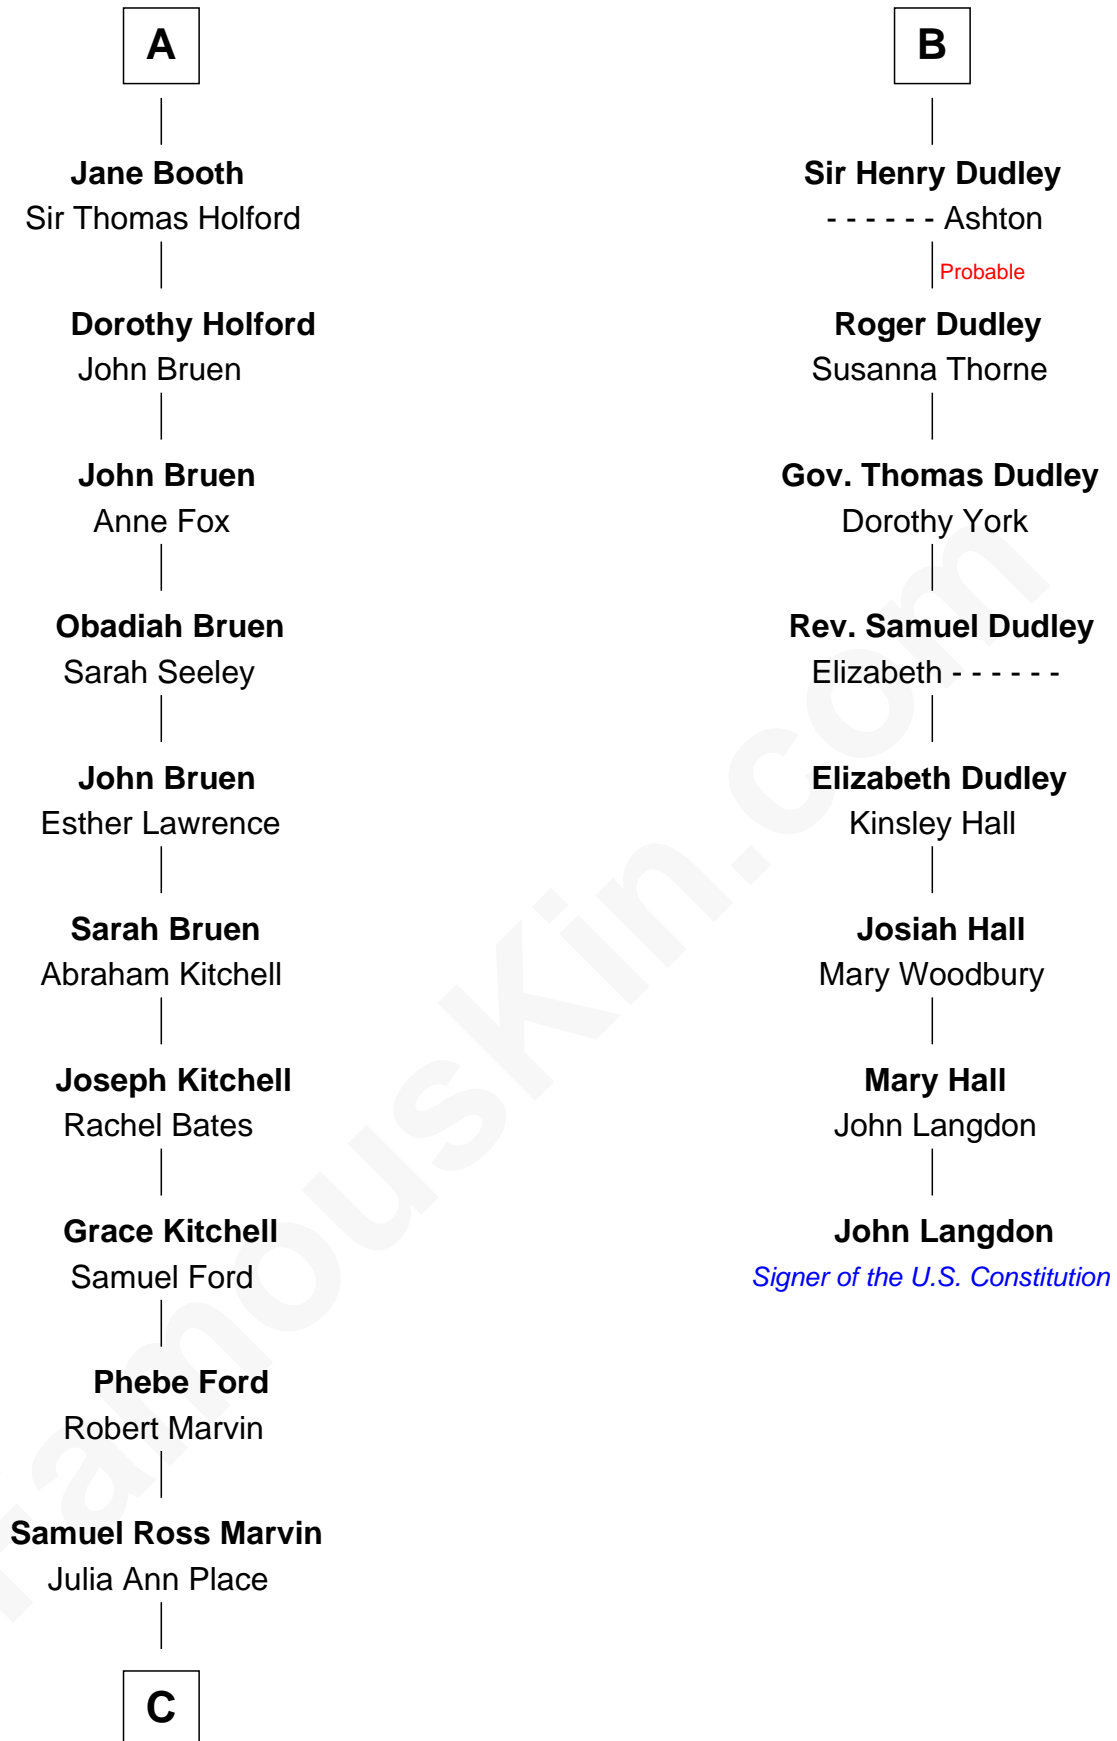 A
Jane Booth
Sir Thomas Holford
Dorothy Holford
John Bruen
John Bruen
Anne Fox
Obadiah Bruen
Sarah Seeley
John Bruen
Esther Lawrence
Sarah Bruen
Abraham Kitchell
Joseph Kitchell
Rachel Bates
Grace Kitchell
Samuel Ford
Phebe Ford
Robert Marvin
Samuel Ross Marvin
Julia Ann Place
C
B
Sir Henry Dudley
- - - - - - Ashton
Probable
Roger Dudley
Susanna Thorne
Gov. Thomas Dudley
Dorothy York
Rev. Samuel Dudley
Elizabeth - - - - - -
Elizabeth Dudley
Kinsley Hall
Josiah Hall
Mary Woodbury
Mary Hall
John Langdon
John Langdon
Signer of the U.S. Constitution
FamousKin.com